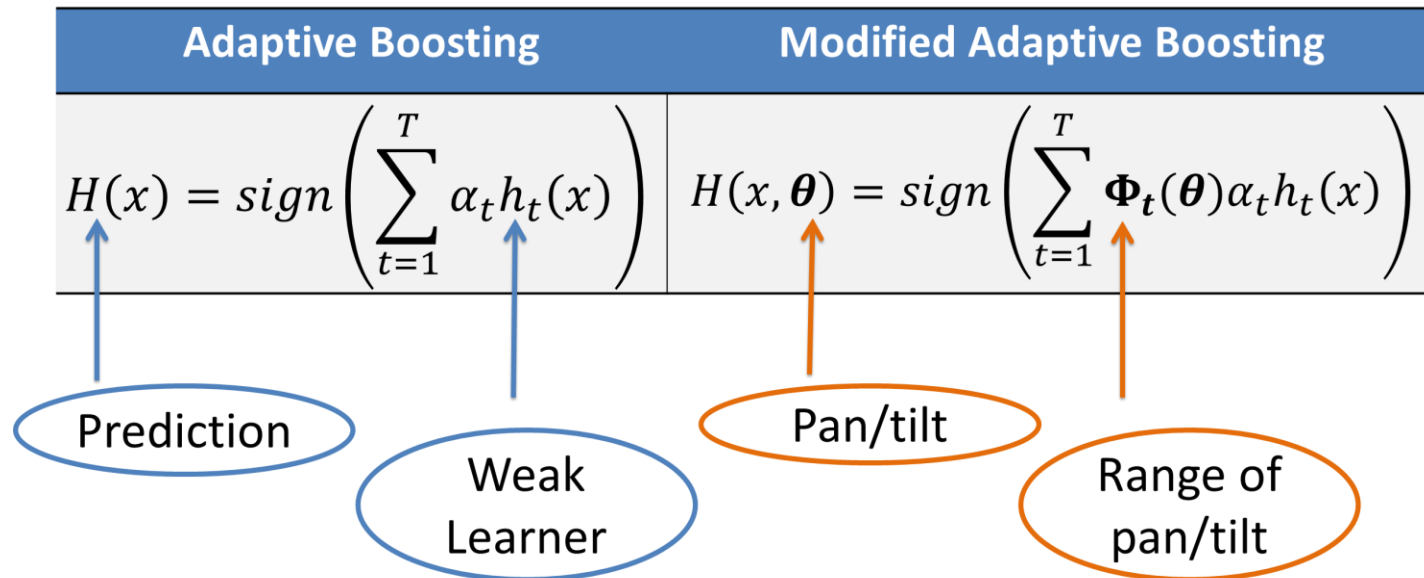 Adaptive Boosting
Modified Adaptive Boosting
H(x) = sign(∑_{t=1}^{T} α_t h_t(x))
H(x, θ) = sign(∑_{t=1}^{T} Φ_t(θ)α_t h_t(x))
Prediction
Weak
Learner
Pan/tilt
Range of
pan/tilt